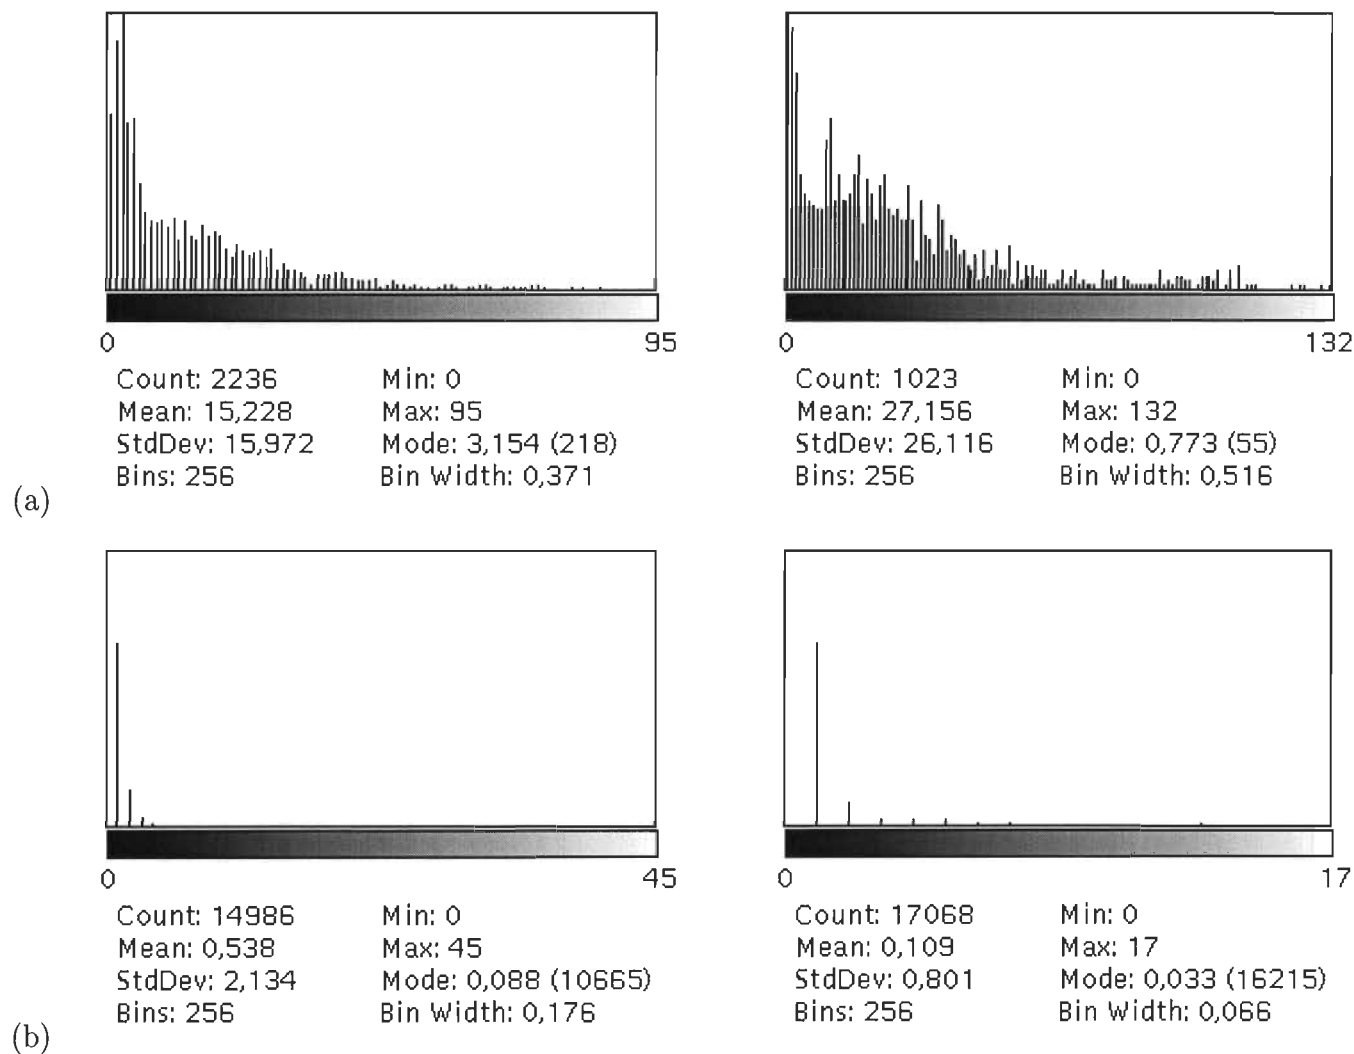 0 95
Count: 2236 Min: 0
Mean: 15,228 Max: 95
StdDev: 15,972 Mode: 3,154 (218)
Bins: 256 Bin Width: 0,371
0 132
Count: 1023 Min: 0
Mean: 27,156 Max: 132
StdDev: 26,116 Mode: 0,773 (55)
Bins: 256 Bin Width: 0,516
(a)
0 45
Count: 14986 Min: 0
Mean: 0,538 Max: 45
StdDev: 2,134 Mode: 0,088 (10665)
Bins: 256 Bin Width: 0,176
0 17
Count: 17068 Min: 0
Mean: 0,109 Max: 17
StdDev: 0,801 Mode: 0,033 (16215)
Bins: 256 Bin Width: 0,066
(b)